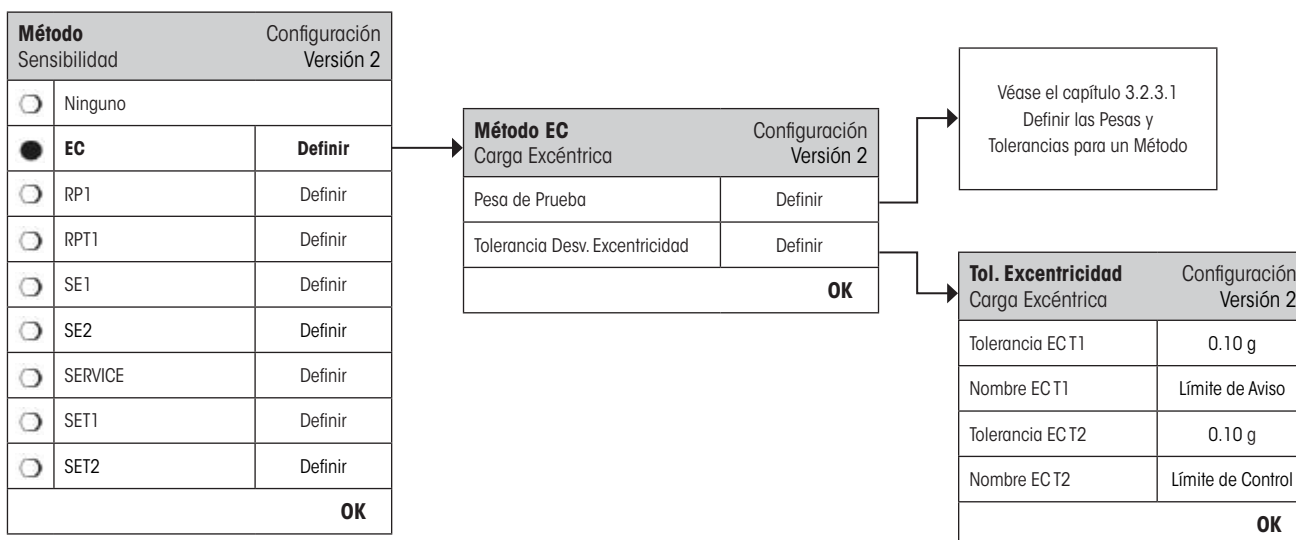 Método Configuración
Sensibilidad Versión 2
Ninguno
EC Definir
RP1 Definir
RPT1 Definir
SE1 Definir
SE2 Definir
SERVICE Definir
SET1 Definir
SET2 Definir
OK
Método EC Configuración
Carga Excéntrica Versión 2
Pesa de Prueba Definir
Tolerancia Desv. Excentricidad Definir
OK
Véase el capítulo 3.2.3.1
Definir las Pesas y
Tolerancias para un Método
Tol. Excentricidad Configuración
Carga Excéntrica Versión 2
Tolerancia EC T1 0.10 g
Nombre EC T1 Límite de Aviso
Tolerancia EC T2 0.10 g
Nombre EC T2 Límite de Control
OK